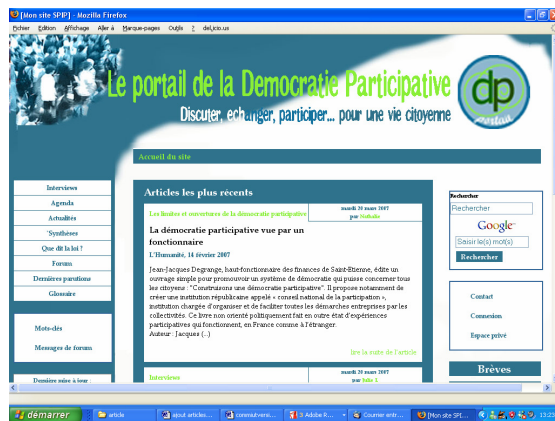 [Mon site SPIP] - Mozilla Firefox
Fichier Edition Affichage Aller à Marque-pages Outils ? del.icio.us
Le portail de la Democratie Participative
Discuter, echanger, participer... pour une vie citoyenne
dp
portail
Accueil du site
Interviews
Agenda
Actualités
'Synthèses
Que dit la loi ?
Forum
Dernières parutions
Glossaire
Mots-clés
Messages de forum
Dernière mise à jour :
Articles les plus récents
Les limites et ouvertures de la démocratie participative
mardi 20 mars 2007
par Nathalie
La démocratie participative vue par un
fonctionnaire
L'Humanité, 14 février 2007
Jean-Jacques Degrange, haut-fonctionnaire des finances de Saint-Etienne, édite un
ouvrage simple pour promouvoir un système de démocratie qui puisse concerner tous
les citoyens : "Construisons une démocratie participative". Il propose notamment de
créer une institution républicaine appelé « conseil national de la participation »,
institution chargée d'organiser et de faciliter toutes les démarches entreprises par les
collectivités. Ce livre non orienté politiquement fait en outre état d'expériences
participatives qui fonctionnent, en France comme à l'étranger.
Auteur : Jacques (...)
lire la suite de l'article
Interviews
mardi 20 mars 2007
par Julie X
Rechercher
Rechercher
Google
Saisir le(s) mot(s)
Rechercher
Contact
Connexion
Espace privé
Brèves
démarrer
article
ajout articles...
3 Adobe R...
Courrier entr...
[Mon site SPI...
13:23